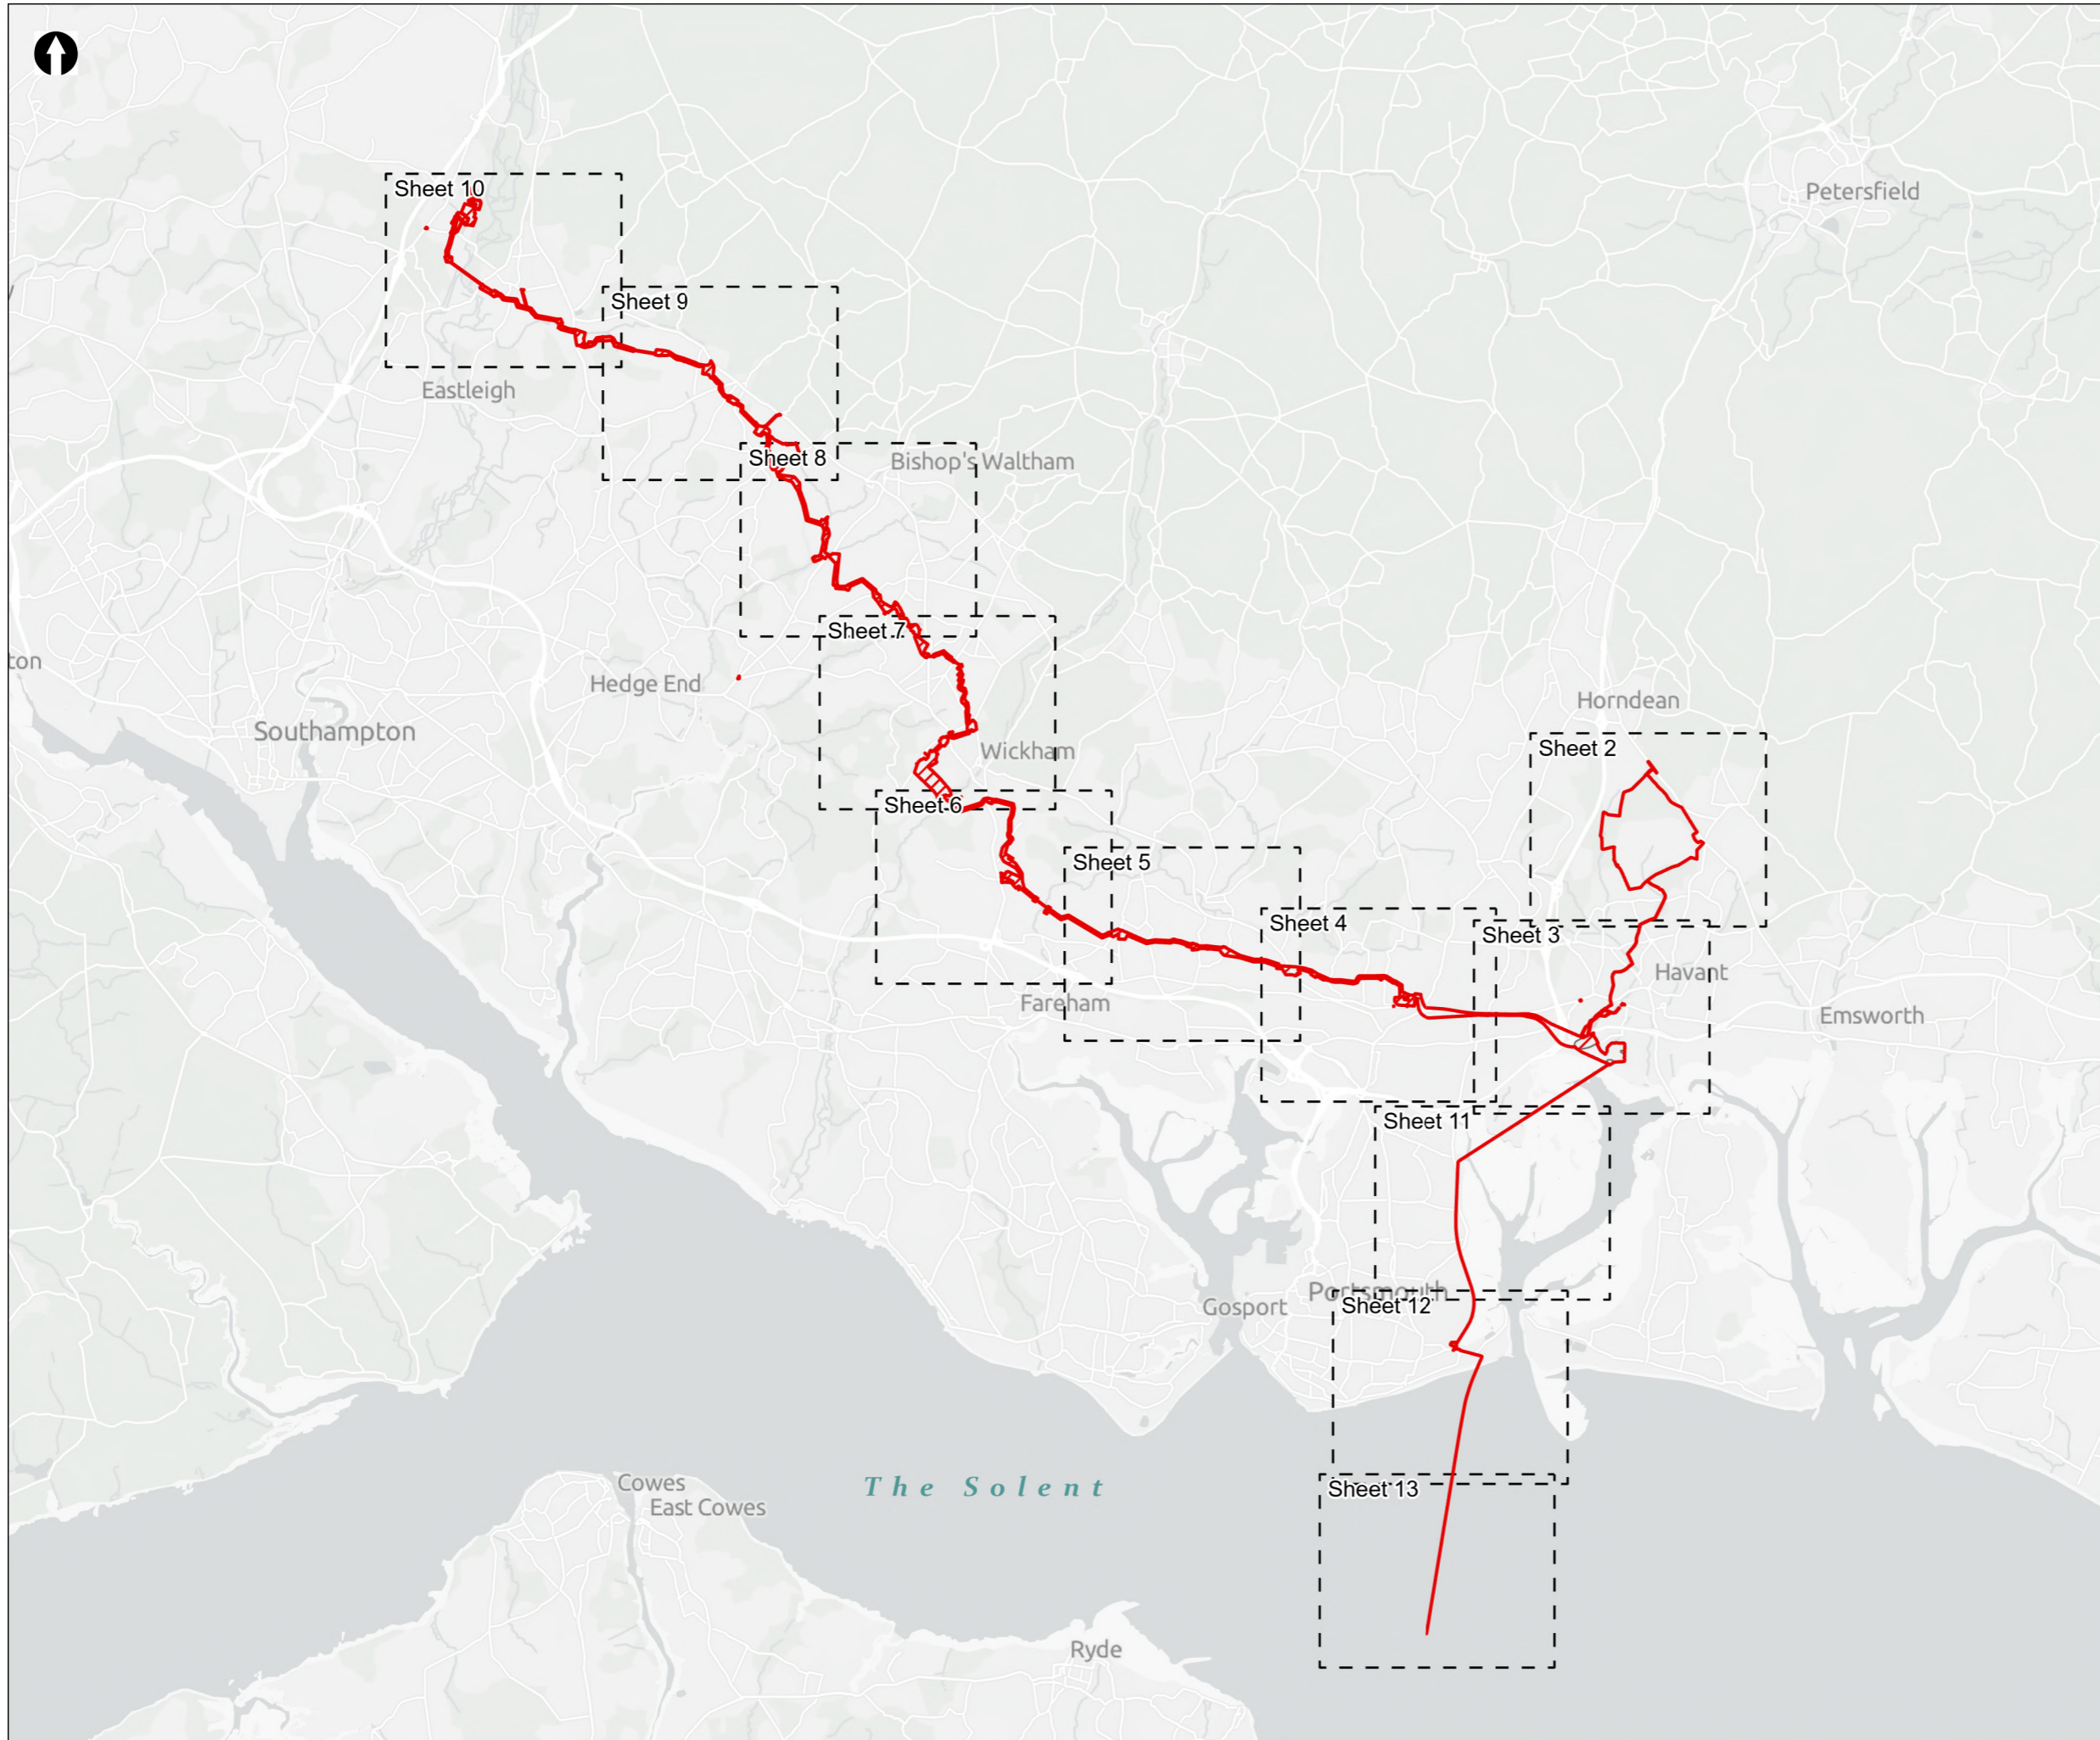 Sheet 10
Petersfield
Sheet 9
Eastleigh
Sheet 8
Bishop's Waltham
Sheet 7
ton
Hedge End
Southampton
Horndean
Wickham
Sheet 2
Sheet 6
Sheet 5
Sheet 4
Sheet 3
Havant
Fareham
Emsworth
Sheet 11
Portsmouth
Gosport
Sheet 12
Cowes
The Solent
Sheet 13
East Cowes
Ryde